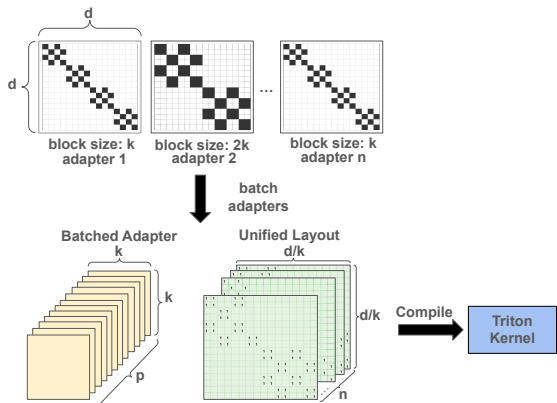 d
d
...
block size: k
adapter 1
block size: 2k
adapter 2
block size: k
adapter n
batch
adapters
Batched Adapter
k
k
p
Unified Layout
d/k
d/k
n
Compile
Triton
Kernel